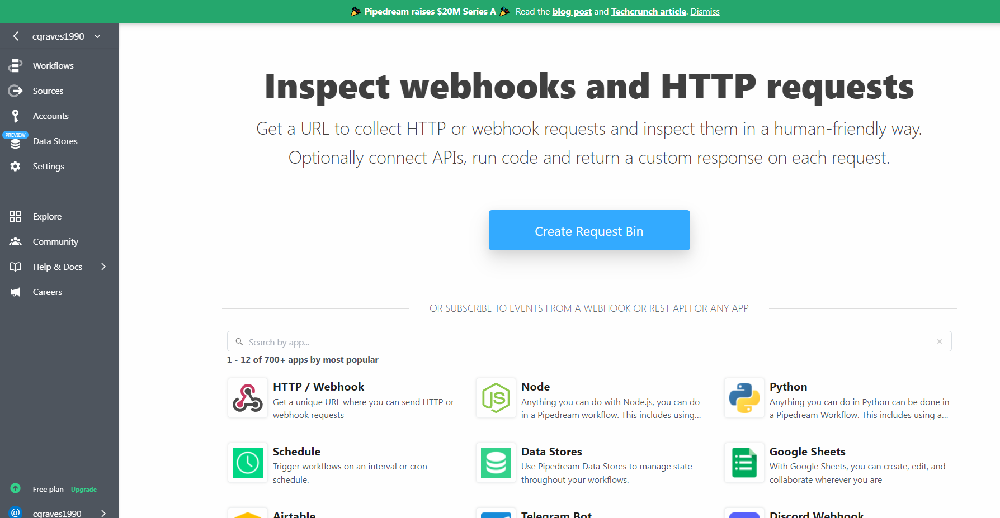 Pipedream raises $20M Series A Read the blog post and Techcrunch article. Dismiss
cgraves1990
Workflows
Sources
Accounts
PREVIEW
Data Stores
Settings
Explore
Community
Help & Docs
Careers
Free plan Upgrade
@ cgraves1990
Inspect webhooks and HTTP requests
Get a URL to collect HTTP or webhook requests and inspect them in a human-friendly way.
Optionally connect APIs, run code and return a custom response on each request.
Create Request Bin
OR SUBSCRIBE TO EVENTS FROM A WEBHOOK OR REST API FOR ANY APP
Search by app...
1 - 12 of 700+ apps by most popular
HTTP / Webhook
Get a unique URL where you can send HTTP or
webhook requests
JS
Node
Anything you can do with Node.js, you can do
in a Pipedream workflow. This includes using...
Python
Anything you can do in Python can be done in
a Pipedream Workflow. This includes using a...
Schedule
Trigger workflows on an interval or cron
schedule.
Data Stores
Use Pipedream Data Stores to manage state
throughout your workflows.
Google Sheets
With Google Sheets, you can create, edit, and
collaborate wherever you are
Airtable
Telegram Bot
Discord Webhook